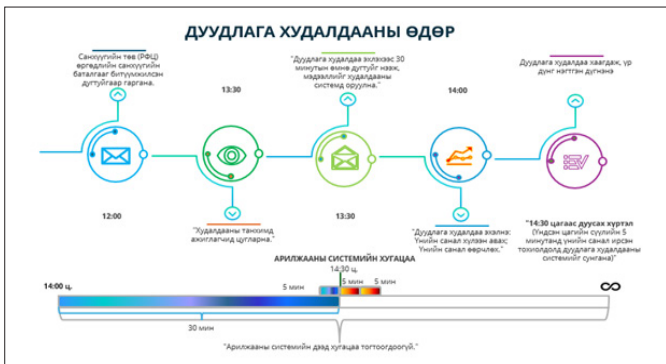 ДУУДЛАГА ХУДАЛДААНЫ ӨДӨР
Санхүүгийн төв (РФЦ)
өргөдлийн санхүүгийн
баталгааг битүүмжилсэн
дугтуйгаар гаргана.
12:00
13:30
"Худалдааны танхимд
ажиглагчид цугларна."
"Дуудлага худалдаа эхлэхээс 30
минутын өмнө дугтуйг нээж,
мэдээллийг худалдааны
системд оруулна."
13:30
14:00
"Дуудлага худалдаа эхэлнэ:
Үнийн санал хүлээн авах;
Үнийн санал өөрчлөх."
Дуудлага худалдаа хаагдаж, үр
дүнг нэгтгэн дүгнэнэ
"14:30 цагаас дуусах хүртэл
(Үндсэн цагийн сүүлийн 5
минутанд үнийн санал ирсэн
тохиолдолд дуудлага худалдааны
системийг сунгана)"
АРИЛЖААНЫ СИСТЕМИЙН ХУГАЦАА
14:30 ц.
14:00 ц.
5 мин
5 мин
5 мин
∞
30 мин
"Арилжааны системийн дээд хугацаа тогтоогдоогүй."